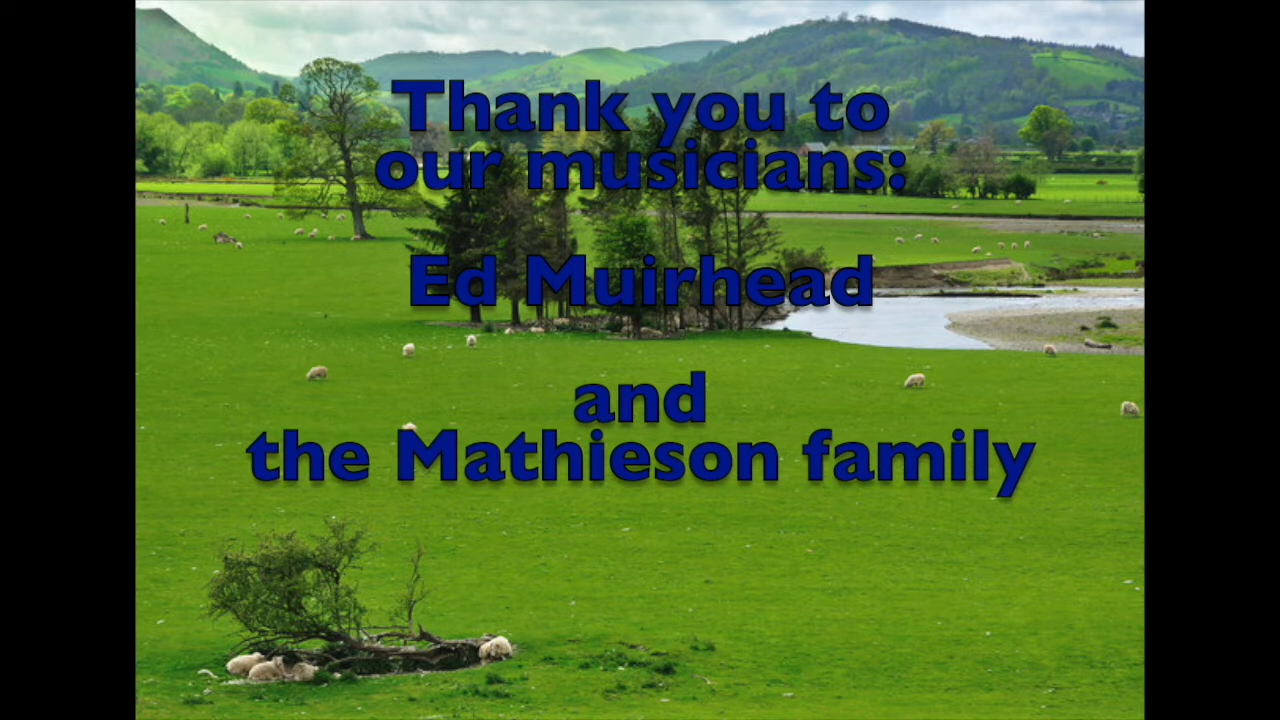 Thank you to
our musicians:
Ed Muirhead
and
the Mathieson family